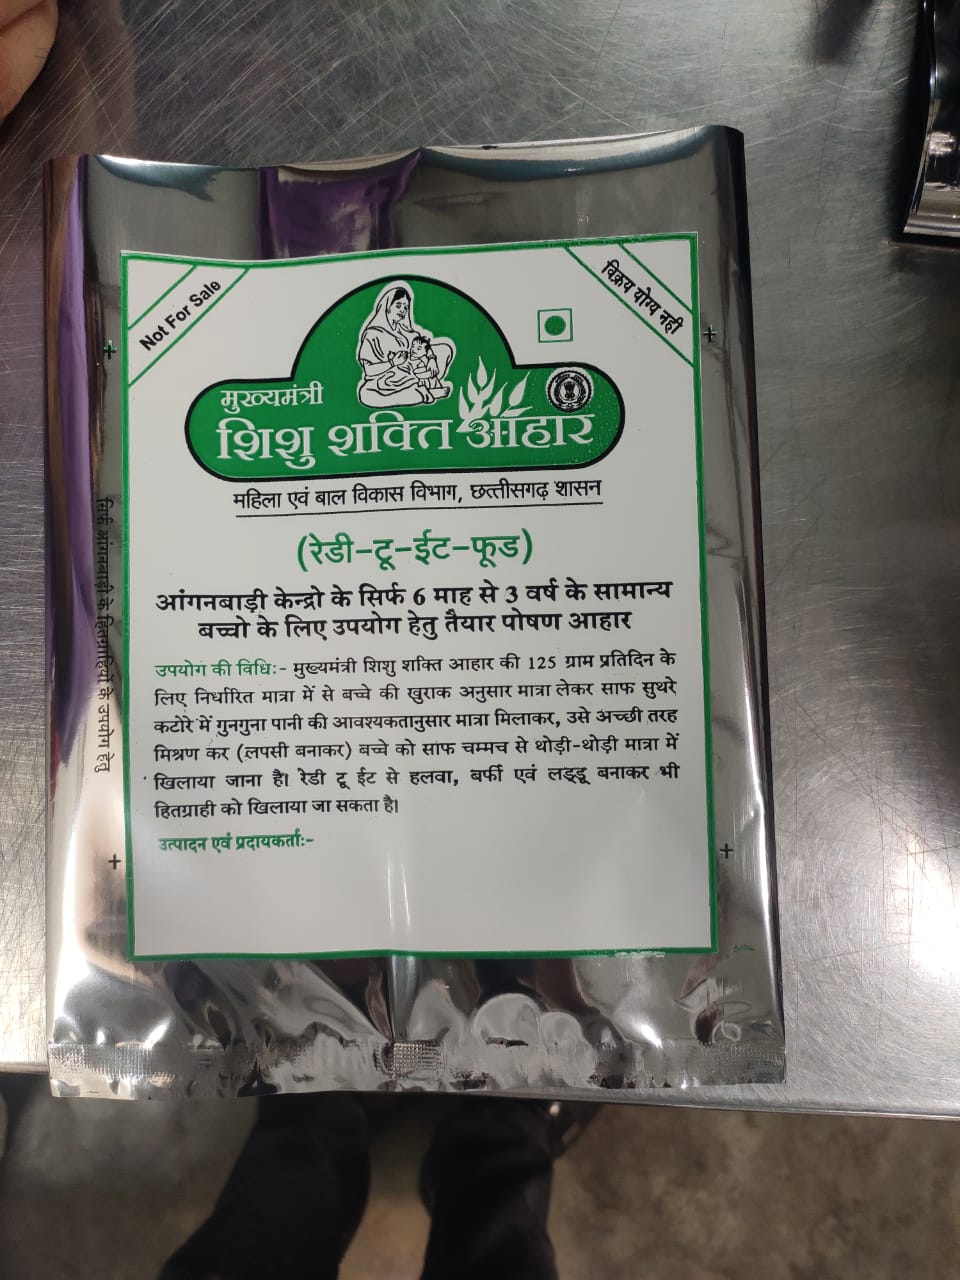 Not For Sale
विक्रय योग्य नही
मुख्यमंत्री
शिशु शक्ति आहार
महिला एवं बाल विकास विभाग, छत्तीसगढ़ शासन
(रेडी-टू-ईट-फूड)
आंगनबाड़ी केन्द्रो के सिर्फ 6 माह से 3 वर्ष के सामान्य
बच्चो के लिए उपयोग हेतु तैयार पोषण आहार
उपयोग की विधि:- मुख्यमंत्री शिशु शक्ति आहार की 125 ग्राम प्रतिदिन के
लिए निर्धारित मात्रा में से बच्चे की खुराक अनुसार मात्रा लेकर साफ सुथरे
कटोरे में गुनगुना पानी की आवश्यकतानुसार मात्रा मिलाकर, उसे अच्छी तरह
मिश्रण कर (लपसी बनाकर) बच्चे को साफ चम्मच से थोड़ी-थोड़ी मात्रा में
खिलाया जाना है। रेडी टू ईट से हलवा, बर्फी एवं लड्डू बनाकर भी
हितग्राही को खिलाया जा सकता है।
उत्पादन एवं प्रदायकर्ता:-
सिर्फ आंगनबाड़ी के हितग्राहियों के उपयोग हेतु